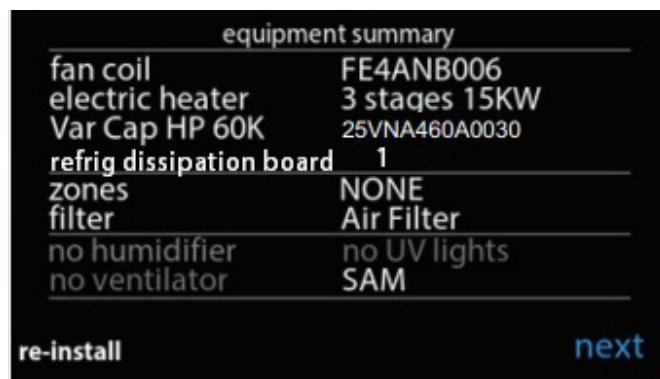 equipment summary
fan coil FE4ANB006
electric heater 3 stages 15KW
Var Cap HP 60K 25VNA460A0030
refrig dissipation board 1
zones NONE
filter Air Filter
no humidifier no UV lights
no ventilator SAM
re-install next